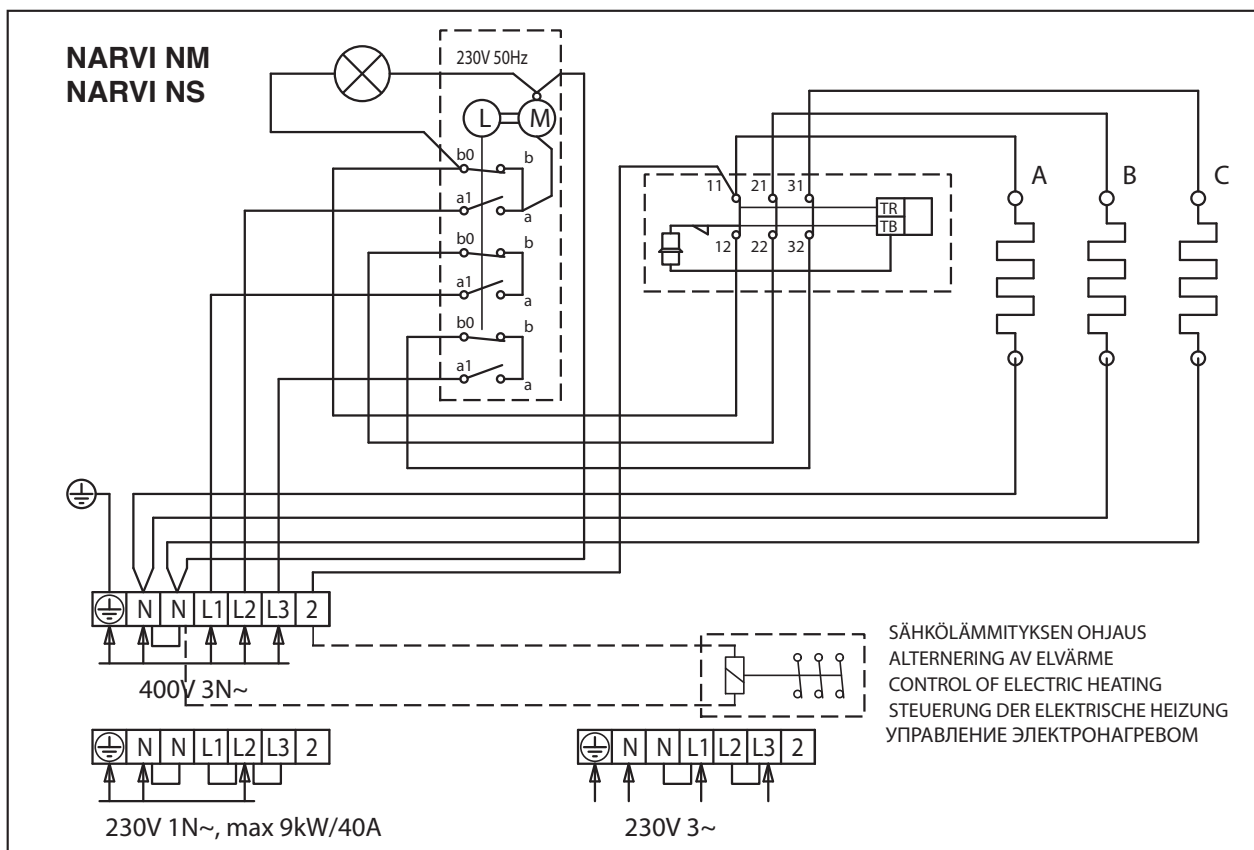 NARVI NM
NARVI NS
230V 50Hz
L M
b0 b
a1 a
b0 b
a1 a
b0 b
a1 a
11 21 31
TR
TB
12 22 32
A B C
N N L1 L2 L3 2
400V 3N~
SÄHKÖLÄMMITYKSEN OHJAUS
ALTERNERING AV ELVÄRME
CONTROL OF ELECTRIC HEATING
STEUERUNG DER ELEKTRISCHE HEIZUNG
УПРАВЛЕНИЕ ЭЛЕКТРОНАГРЕВОМ
N N L1 L2 L3 2
230V 1N~, max 9kW/40A
N N L1 L2 L3 2
230V 3~